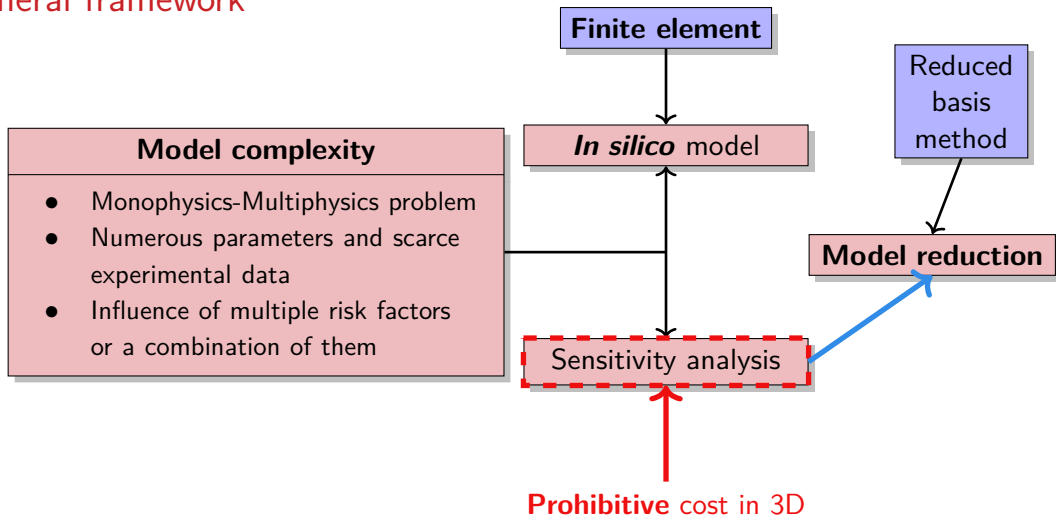 framework
Finite element
Reduced
basis
method
In silico model
Model complexity
● Monophysics-Multiphysics problem
● Numerous parameters and scarce
experimental data
● Influence of multiple risk factors
or a combination of them
Model reduction
Sensitivity analysis
Prohibitive cost in 3D